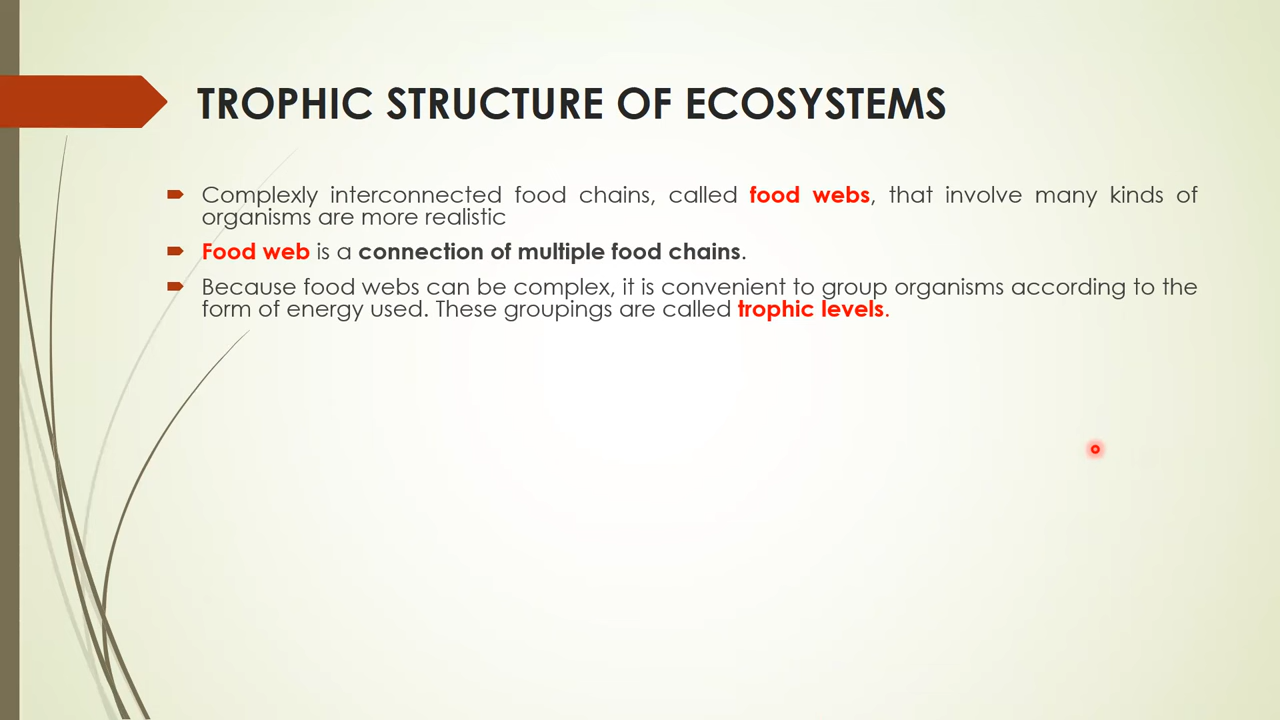 TROPHIC STRUCTURE OF ECOSYSTEMS
Complexly interconnected food chains, called food webs, that involve many kinds of
organisms are more realistic
Food web is a connection of multiple food chains.
Because food webs can be complex, it is convenient to group organisms according to the
form of energy used. These groupings are called trophic levels.